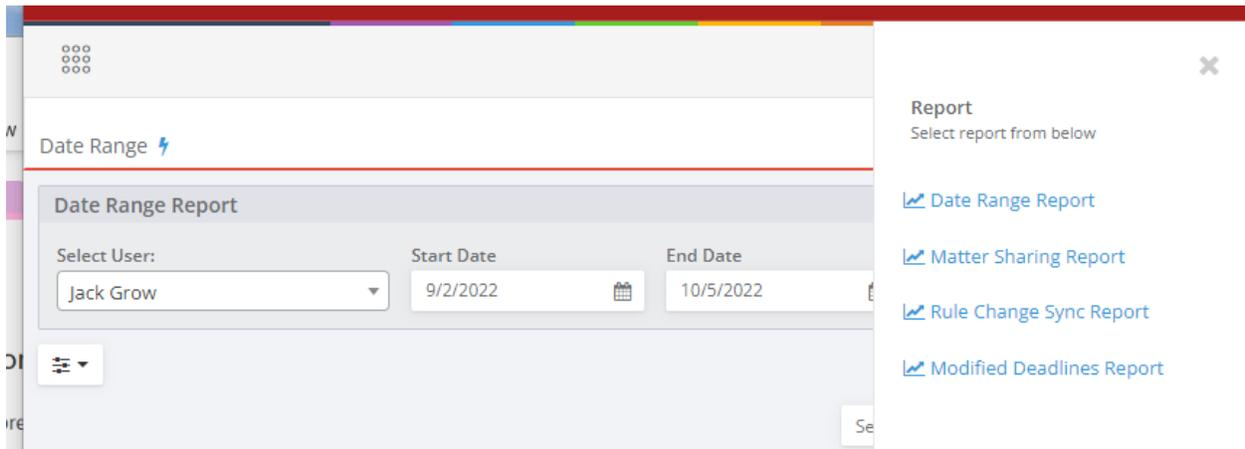 Report
Select report from below
Date Range
Date Range Report
Date Range Report
Select User:
Start Date
End Date
Jack Grow
9/2/2022
10/5/2022
Matter Sharing Report
Rule Change Sync Report
Modified Deadlines Report